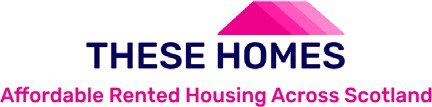 THESE HOMES
Affordable Rented Housing Across Scotland